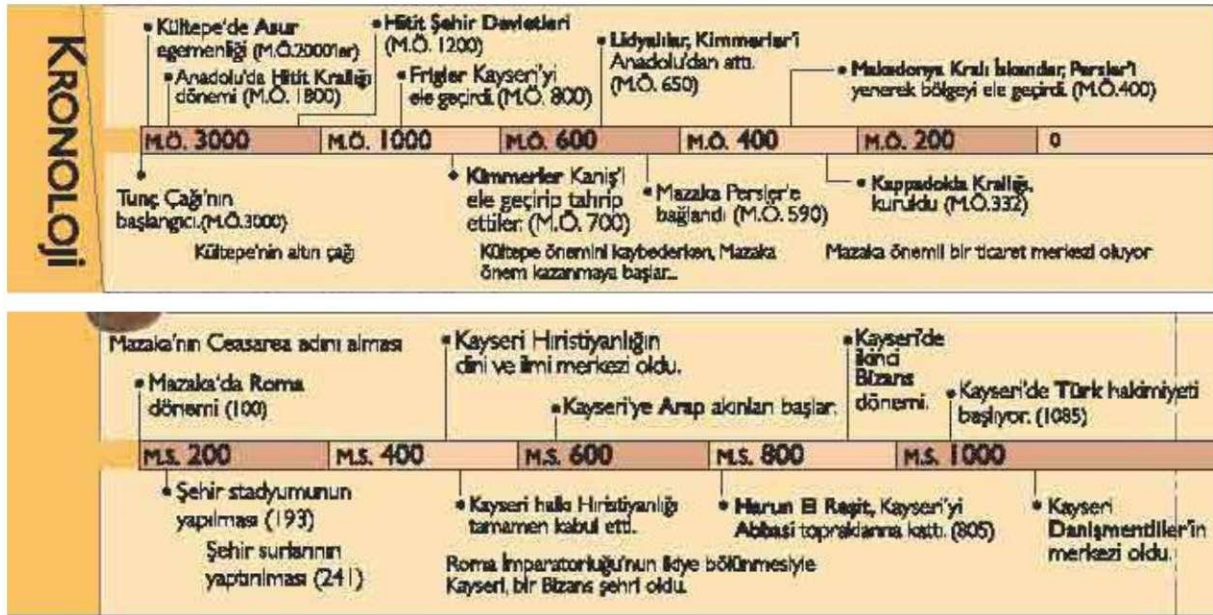 KRONOLOJİ
• Kültepe'de Asur
egemenliği (M.Ö.2000'ler)
• Anadolu'da Hitit Krallığı
dönemi (M.Ö. 1800)
• Hitit Şehir Devletleri
(M.Ö. 1200)
• Frigler Kayseri'yi
ele geçirdi (M.Ö. 800)
• Lidyalılar, Kimmerler'i
Anadolu'dan attı.
(M.Ö. 650)
• Makedonya Kralı İskender, Persler'i
yenerek bölgeyi ele geçirdi. (M.Ö.400)
M.Ö. 3000 M.Ö. 1000 M.Ö. 600 M.Ö. 400 M.Ö. 200 0
Tunç Çağı'nın
başlangıcı.(M.Ö.3000)
Kültepe'nin altın çağı
• Kimmerler Kaniş'i
ele geçirip tahrip
ettiler. (M.Ö. 700)
• Mazaka Persler'e
bağlandı (M.Ö. 590)
• Kappadokia Krallığı,
kuruldu (M.Ö.332)
Kültepe önemini kaybederken, Mazaka
önem kazanmaya başlar...
Mazaka önemli bir ticaret merkezi oluyor
Mazaka'nın Ceasarea adını alması
• Mazaka'da Roma
dönemi (100)
• Kayseri Hıristiyanlığın
dini ve ilmi merkezi oldu.
• Kayseri'ye Arap akınları başlar.
• Kayseri'de
ikinci
Bizans
dönemi.
• Kayseri'de Türk hakimiyeti
başlıyor. (1085)
M.S. 200 M.S. 400 M.S. 600 M.S. 800 M.S. 1000
• Şehir stadyumunun
yapılması (193)
Şehir surlarının
yaptırılması (241)
• Kayseri halkı Hıristiyanlığı
tamamen kabul etti.
Roma İmparatorluğu'nun ikiye bölünmesiyle
Kayseri, bir Bizans şehri oldu.
• Harun El Reşit, Kayseri'yi
Abbasi topraklarına kattı. (805)
• Kayseri
Danişmentliler'in
merkezi oldu.